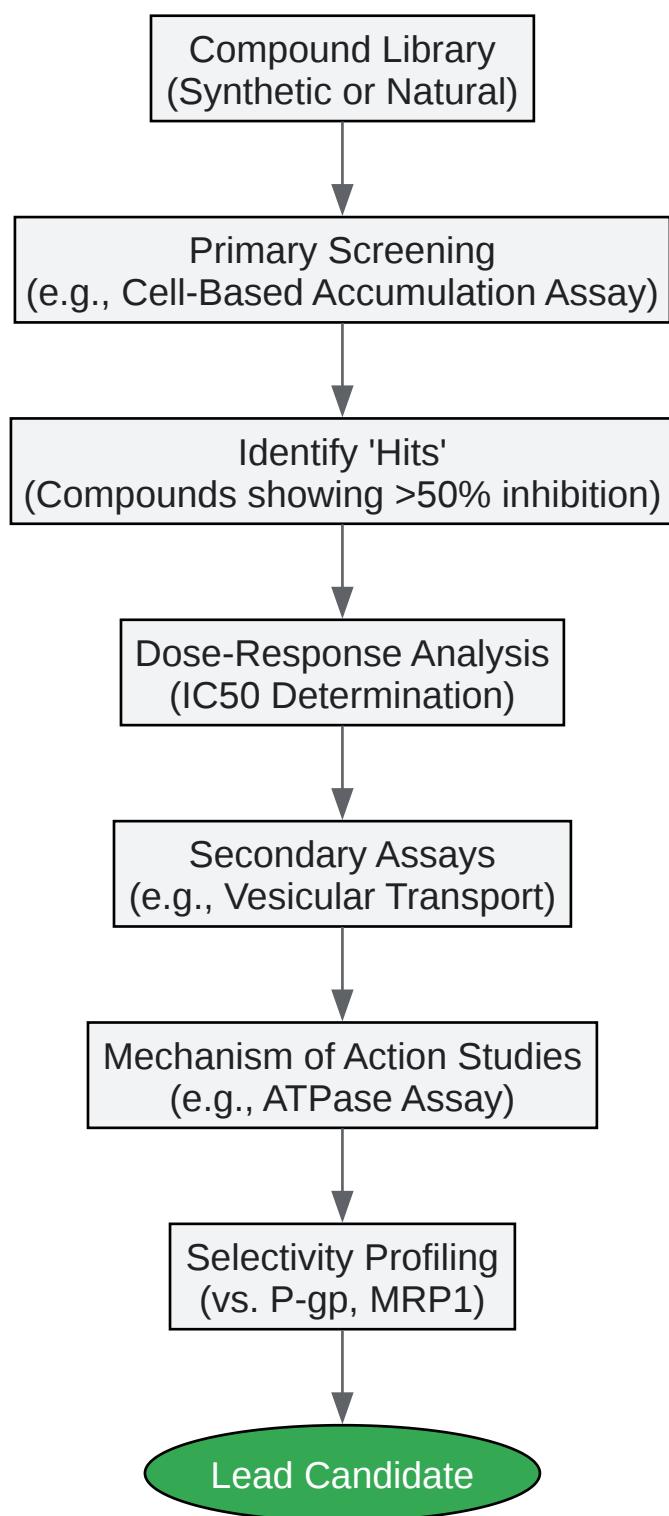 Compound Library
(Synthetic or Natural)
Primary Screening
(e.g., Cell-Based Accumulation Assay)
Identify 'Hits'
(Compounds showing >50% inhibition)
Dose-Response Analysis
(IC50 Determination)
Secondary Assays
(e.g., Vesicular Transport)
Mechanism of Action Studies
(e.g., ATPase Assay)
Selectivity Profiling
(vs. P-gp, MRP1)
Lead Candidate